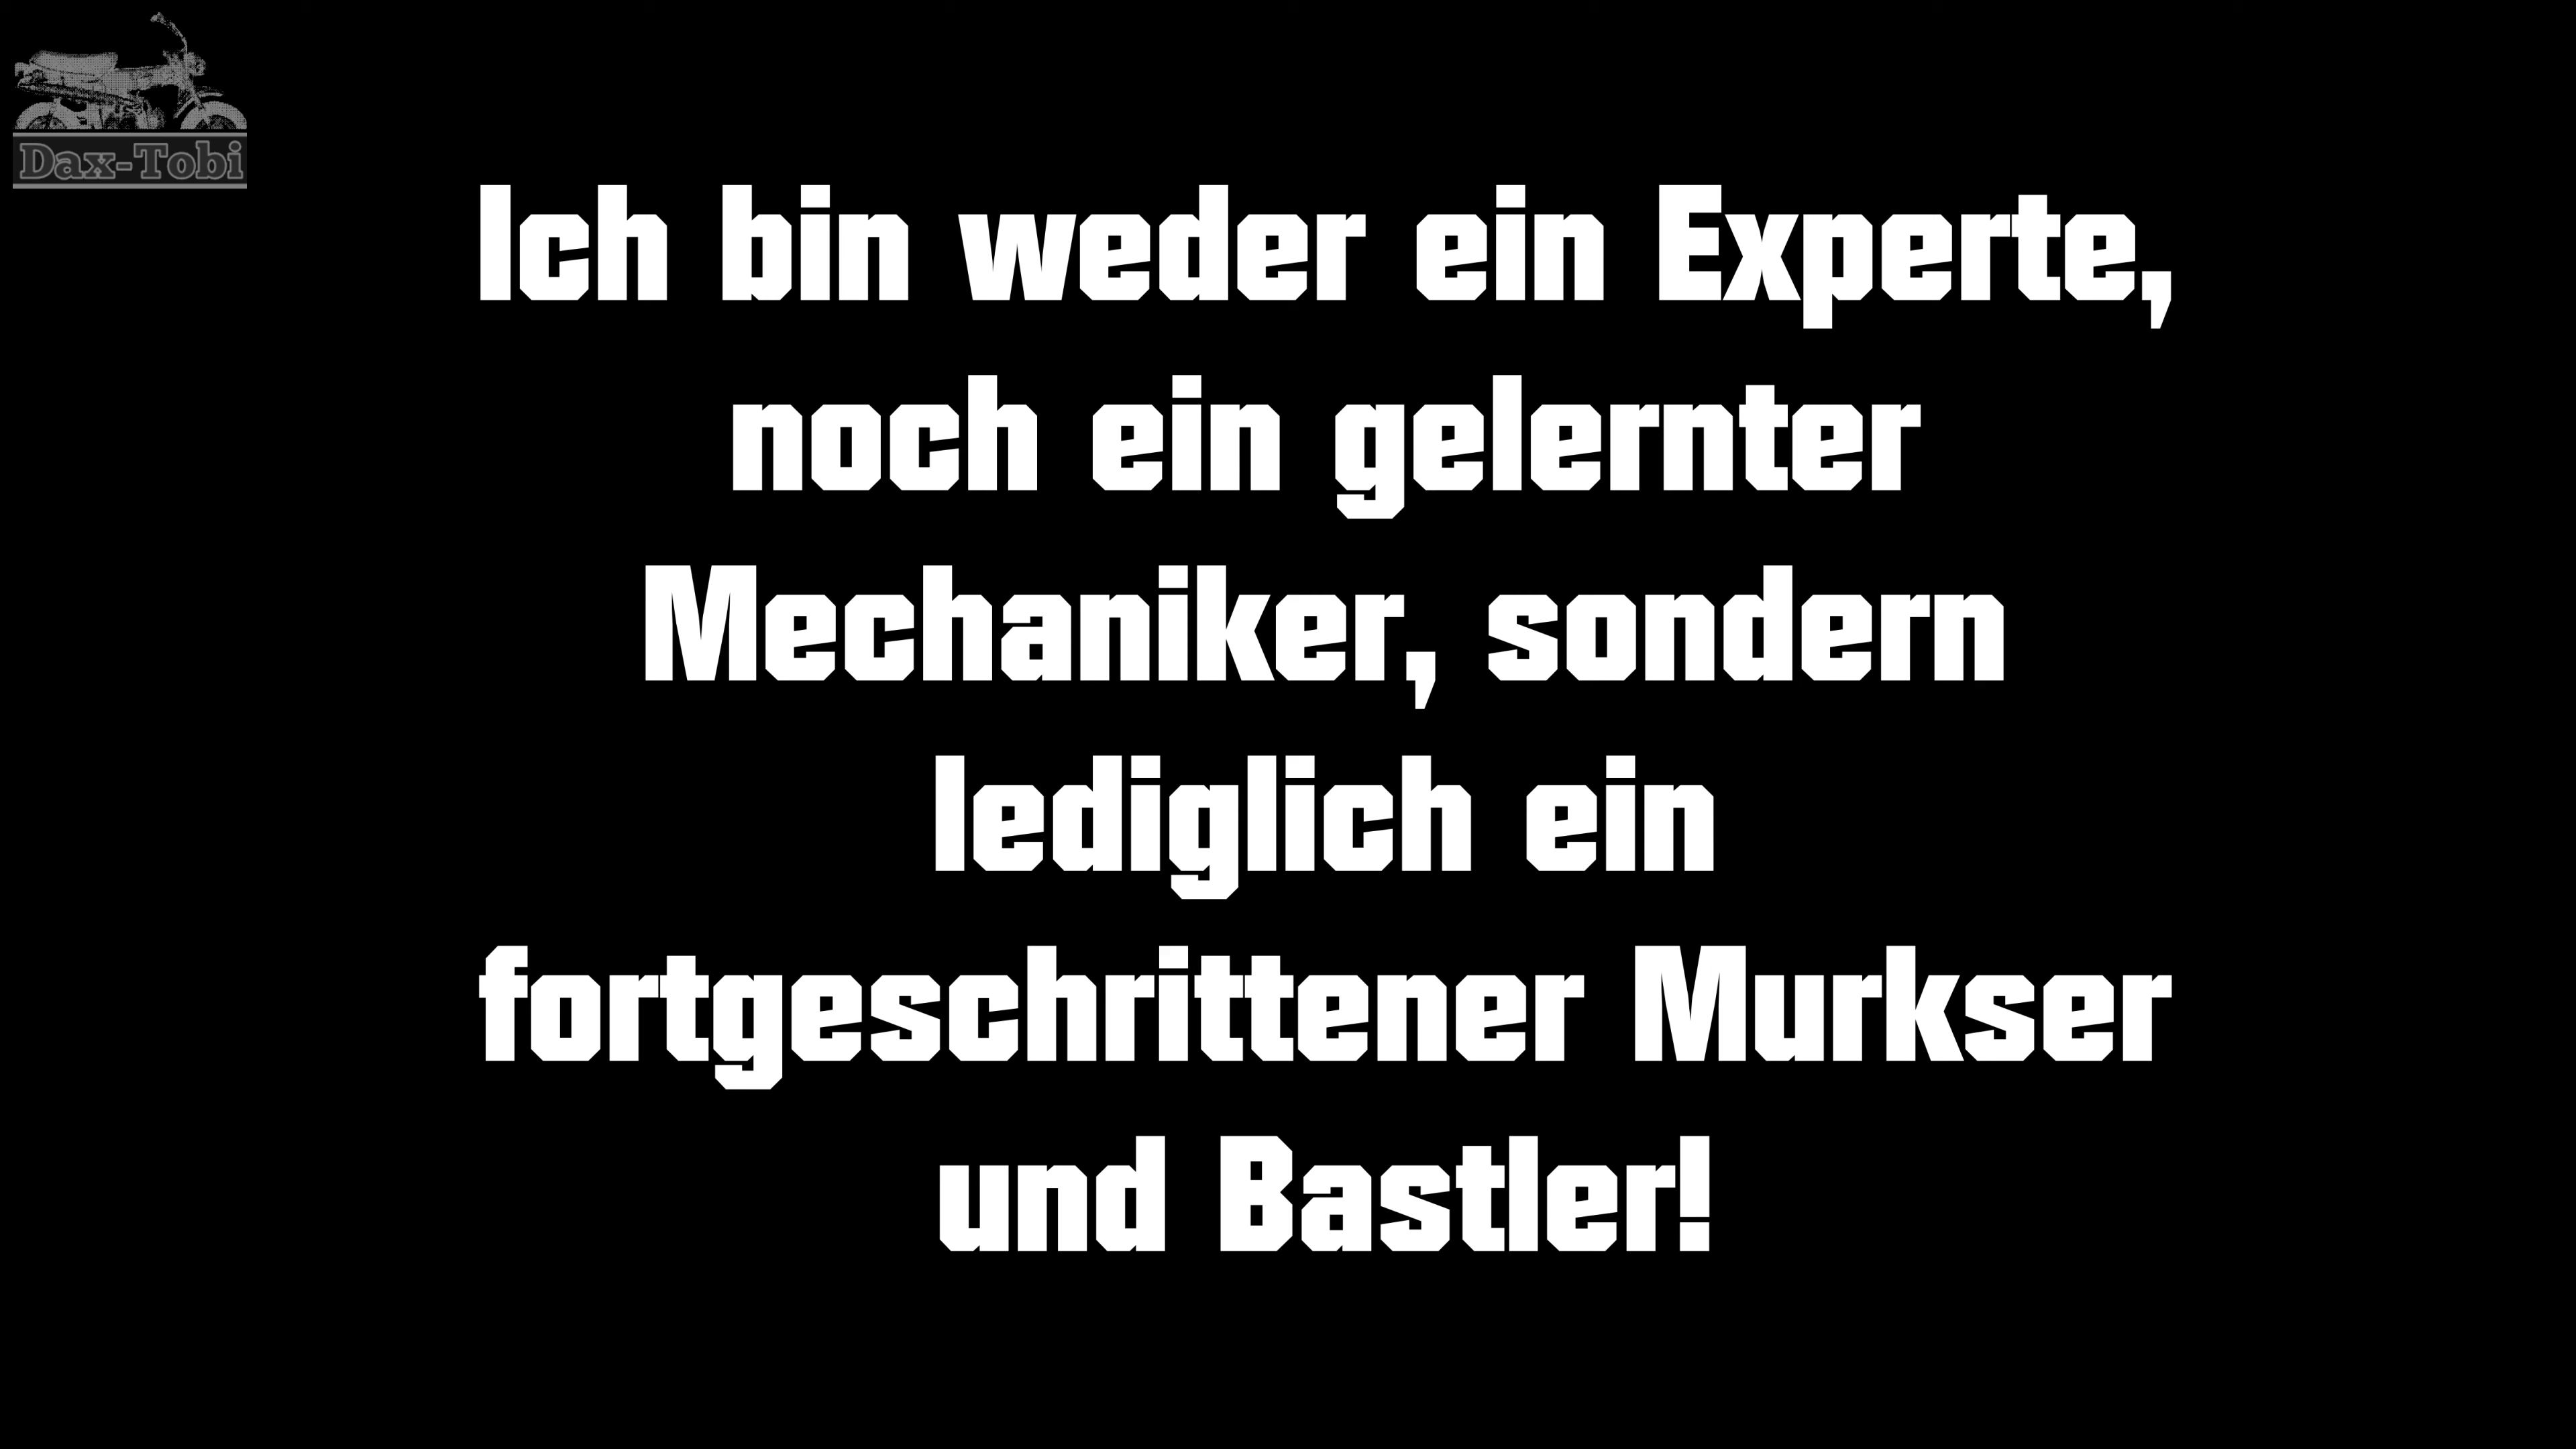 Dax-Tobi
Ich bin weder ein Experte,
noch ein gelernter
Mechaniker, sondern
lediglich ein
fortgeschrittener Murkser
und Bastler!